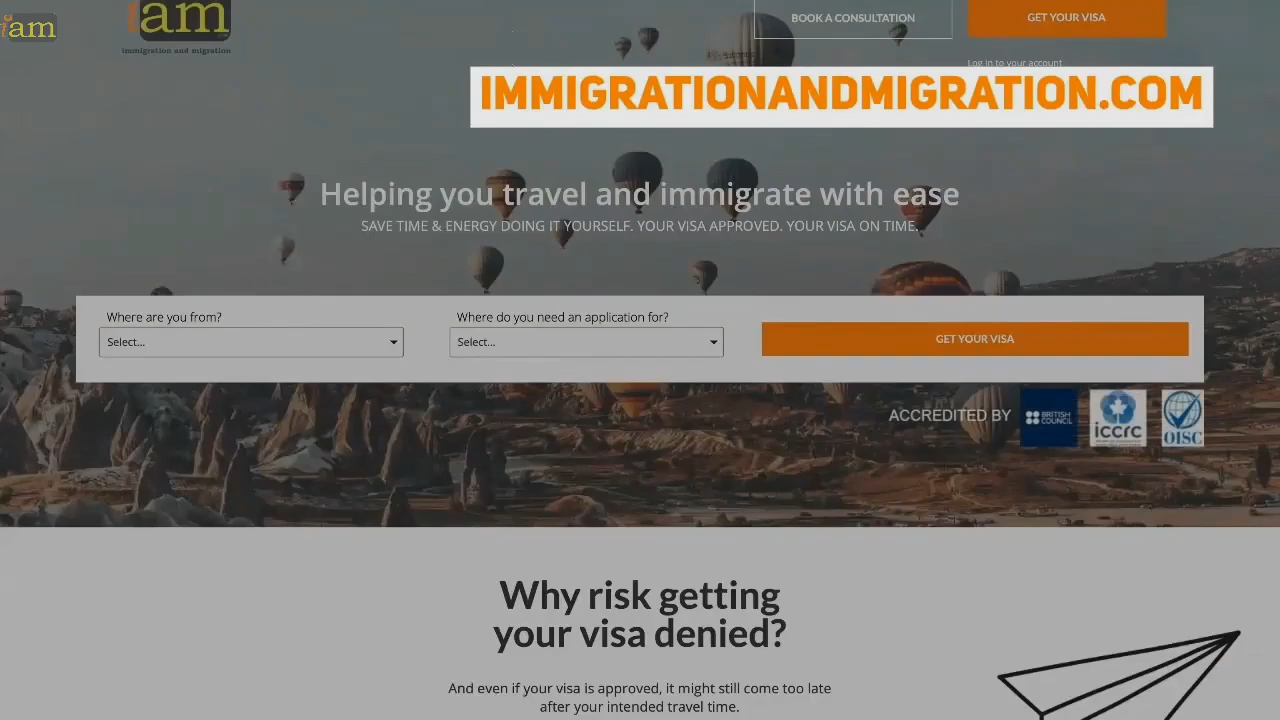 iam
iam
immigration and migration
BOOK A CONSULTATION
GET YOUR VISA
Log in to your account
IMMIGRATIONANDMIGRATION.COM
Helping you travel and immigrate with ease
SAVE TIME & ENERGY DOING IT YOURSELF. YOUR VISA APPROVED. YOUR VISA ON TIME.
Where are you from?
Where do you need an application for?
Select...
Select...
GET YOUR VISA
ACCREDITED BY
BRITISH
COUNCIL
iccrc
OISC
Why risk getting
your visa denied?
And even if your visa is approved, it might still come too late
after your intended travel time.